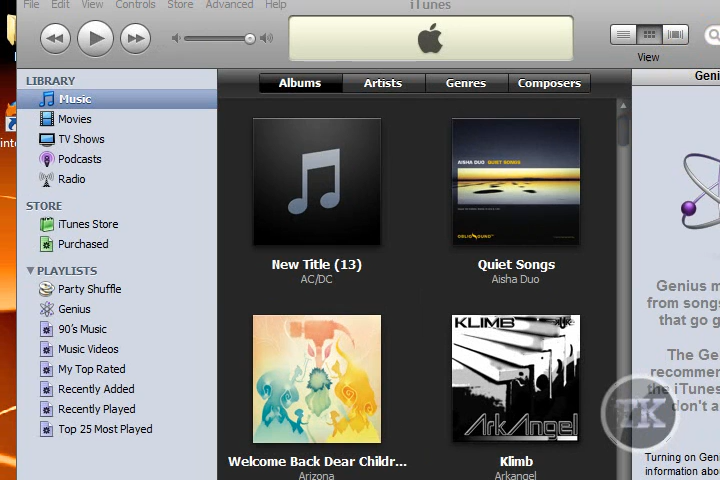 File Edit View Controls Store Advanced Help
iTunes
View
LIBRARY
Music
Movies
TV Shows
Podcasts
Radio
STORE
iTunes Store
Purchased
PLAYLISTS
Party Shuffle
Genius
90's Music
Music Videos
My Top Rated
Recently Added
Recently Played
Top 25 Most Played
Albums Artists Genres Composers
New Title (13)
AC/DC
AISHA DUO QUIET SONGS
Quiet Songs
Aisha Duo
Welcome Back Dear Childr...
Arizona
KLIMB
ArkAngel
Klimb
Arkangel
Geni
Genius m
from songs
that go g
The Ge
recommer
the iTunes
don't a
Turning on Geni
information abou